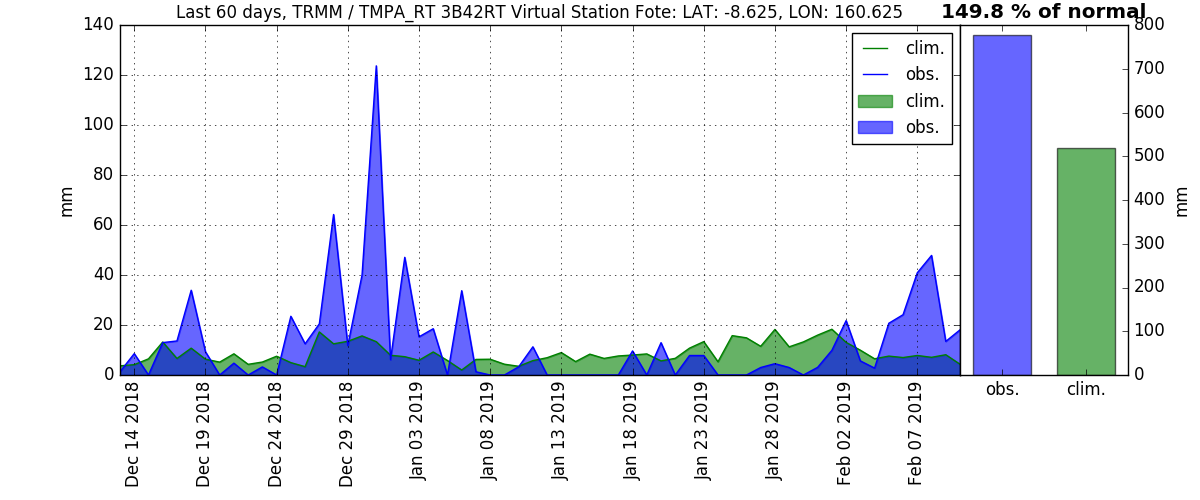 Last 60 days, TRMM / TMPA_RT 3B42RT Virtual Station Fote: LAT: -8.625, LON: 160.625
149.8 % of normal
mm
140
120
100
80
60
40
20
0
clim.
obs.
clim.
obs.
800
700
600
500
400
300
200
100
0
mm
Dec 14 2018
Dec 19 2018
Dec 24 2018
Dec 29 2018
Jan 03 2019
Jan 08 2019
Jan 13 2019
Jan 18 2019
Jan 23 2019
Jan 28 2019
Feb 02 2019
Feb 07 2019
obs.
clim.